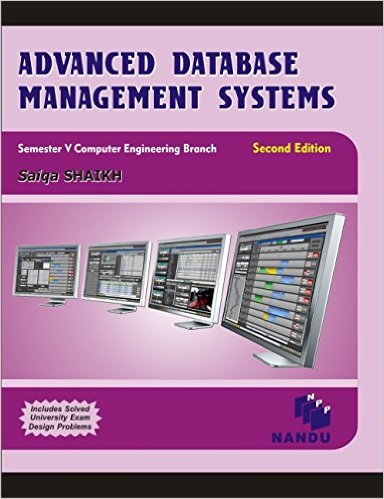 ADVANCED DATABASE
MANAGEMENT SYSTEMS
Semester V Computer Engineering Branch
Second Edition
Saiqa SHAIKH
Includes Solved
University Exam
Design Problems
N P P
NANDU